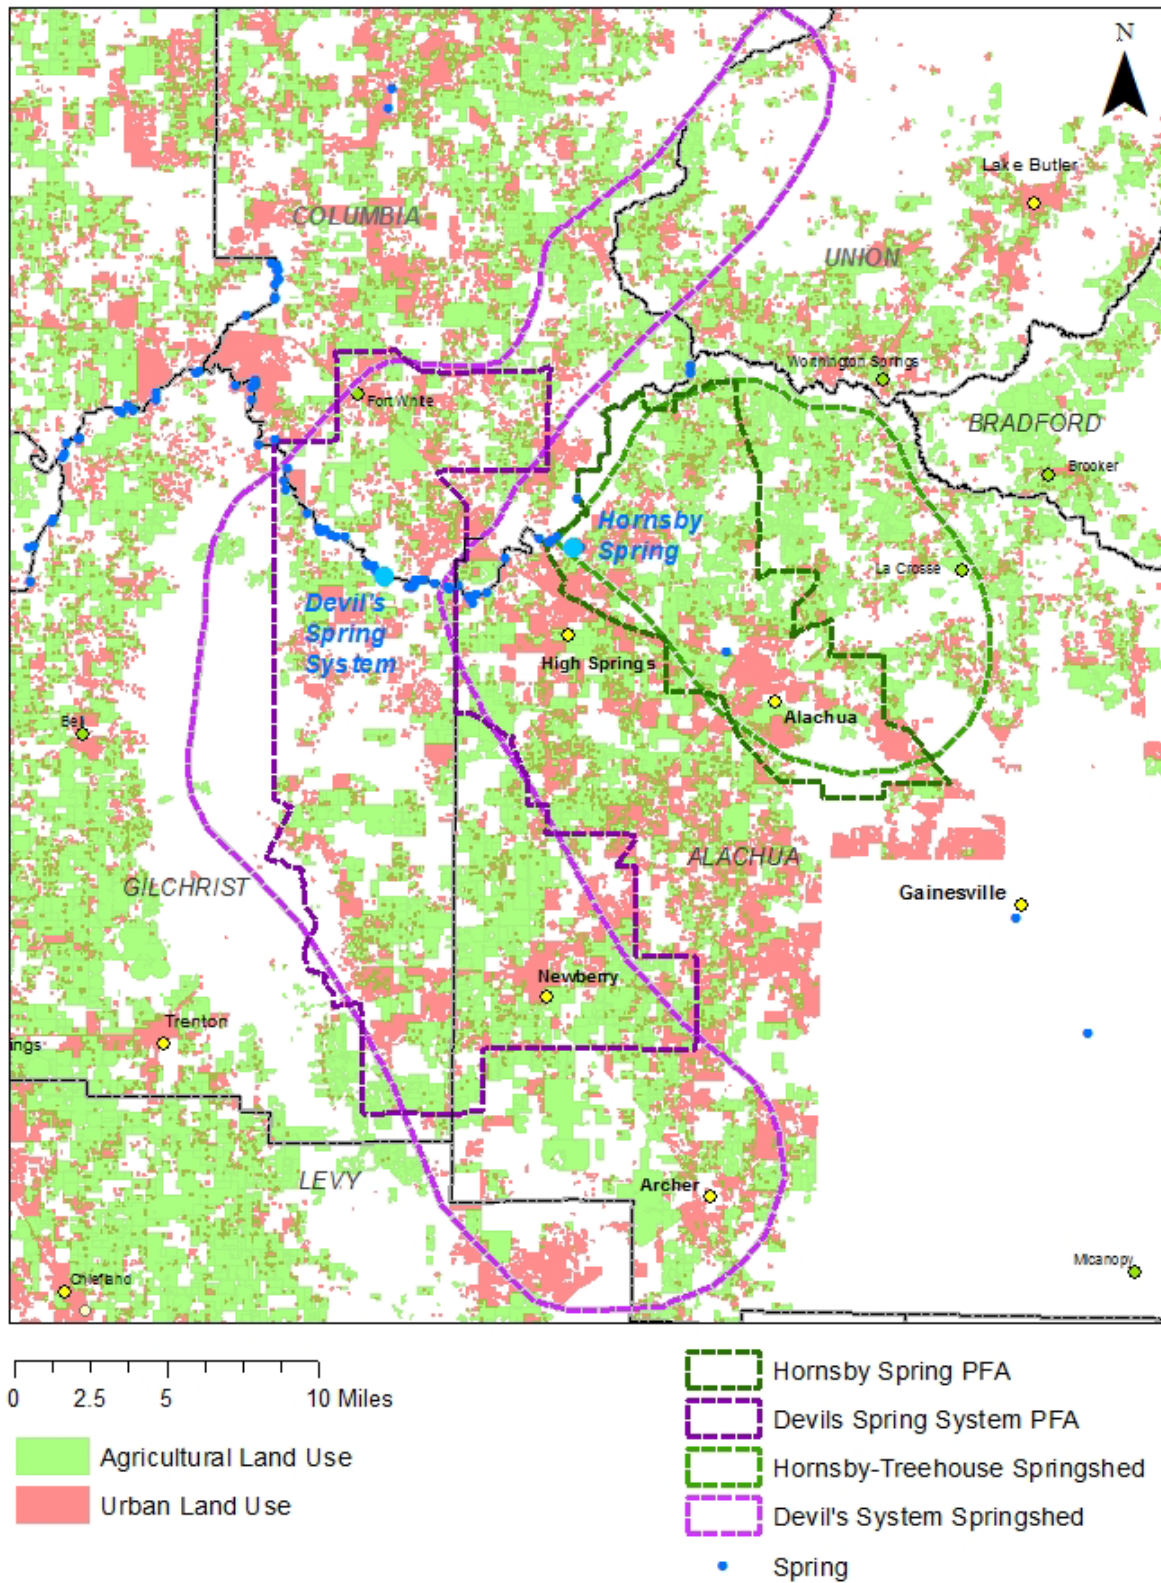 N
Lake Butler
COLUMBIA
UNION
Worthington Springs
Fort White
BRADFORD
Brooker
Hornsby
Spring
La Crosse
Devil's
Spring
System
High Springs
Bell
Alachua
ALACHUA
GILCHRIST
Gainesville
Newberry
Trenton
ings
LEVY
Archer
Micanopy
Chiefland
0 2.5 5 10 Miles
Agricultural Land Use
Urban Land Use
Hornsby Spring PFA
Devils Spring System PFA
Hornsby-Treehouse Springshed
Devil's System Springshed
Spring